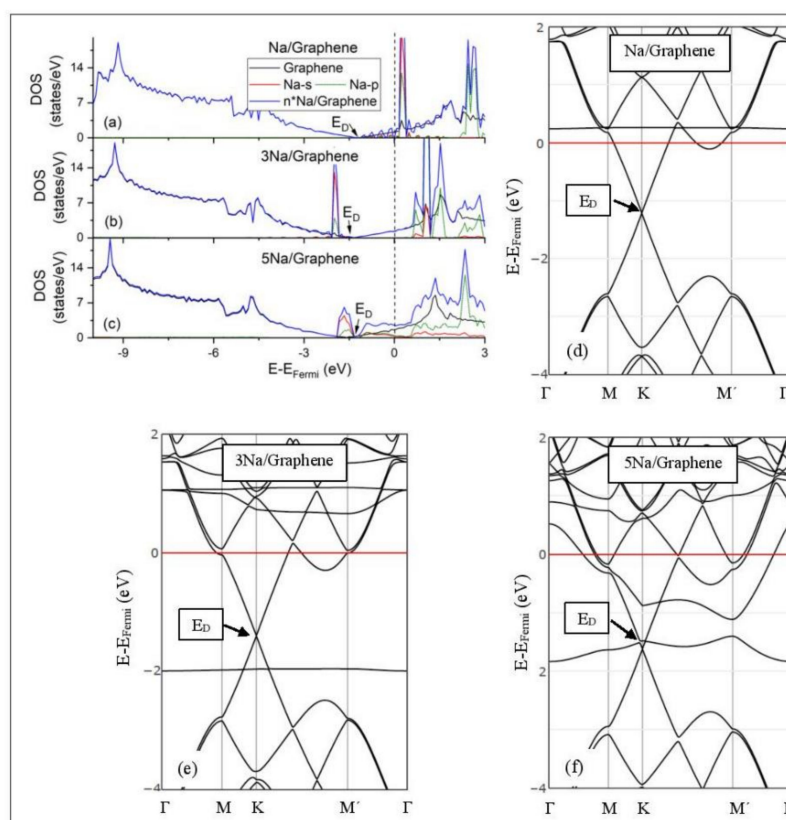 Na/Graphene
Graphene
Na-s Na-p
n*Na/Graphene
DOS
(states/eV)
14
7
0
(a)
E_D
3Na/Graphene
DOS
(states/eV)
14
7
0
(b)
E_D
5Na/Graphene
DOS
(states/eV)
14
7
0
(c)
E_D
-9 -6 -3 0 3
E-E_Fermi (eV)
Na/Graphene
E-E_Fermi (eV)
2
0
−2
−4
E_D
(d)
Γ M K M´ Γ
3Na/Graphene
E-E_Fermi (eV)
2
0
−2
−4
E_D
(e)
Γ M K M´ Γ
5Na/Graphene
E-E_Fermi (eV)
2
0
−2
−4
E_D
(f)
Γ M K M´